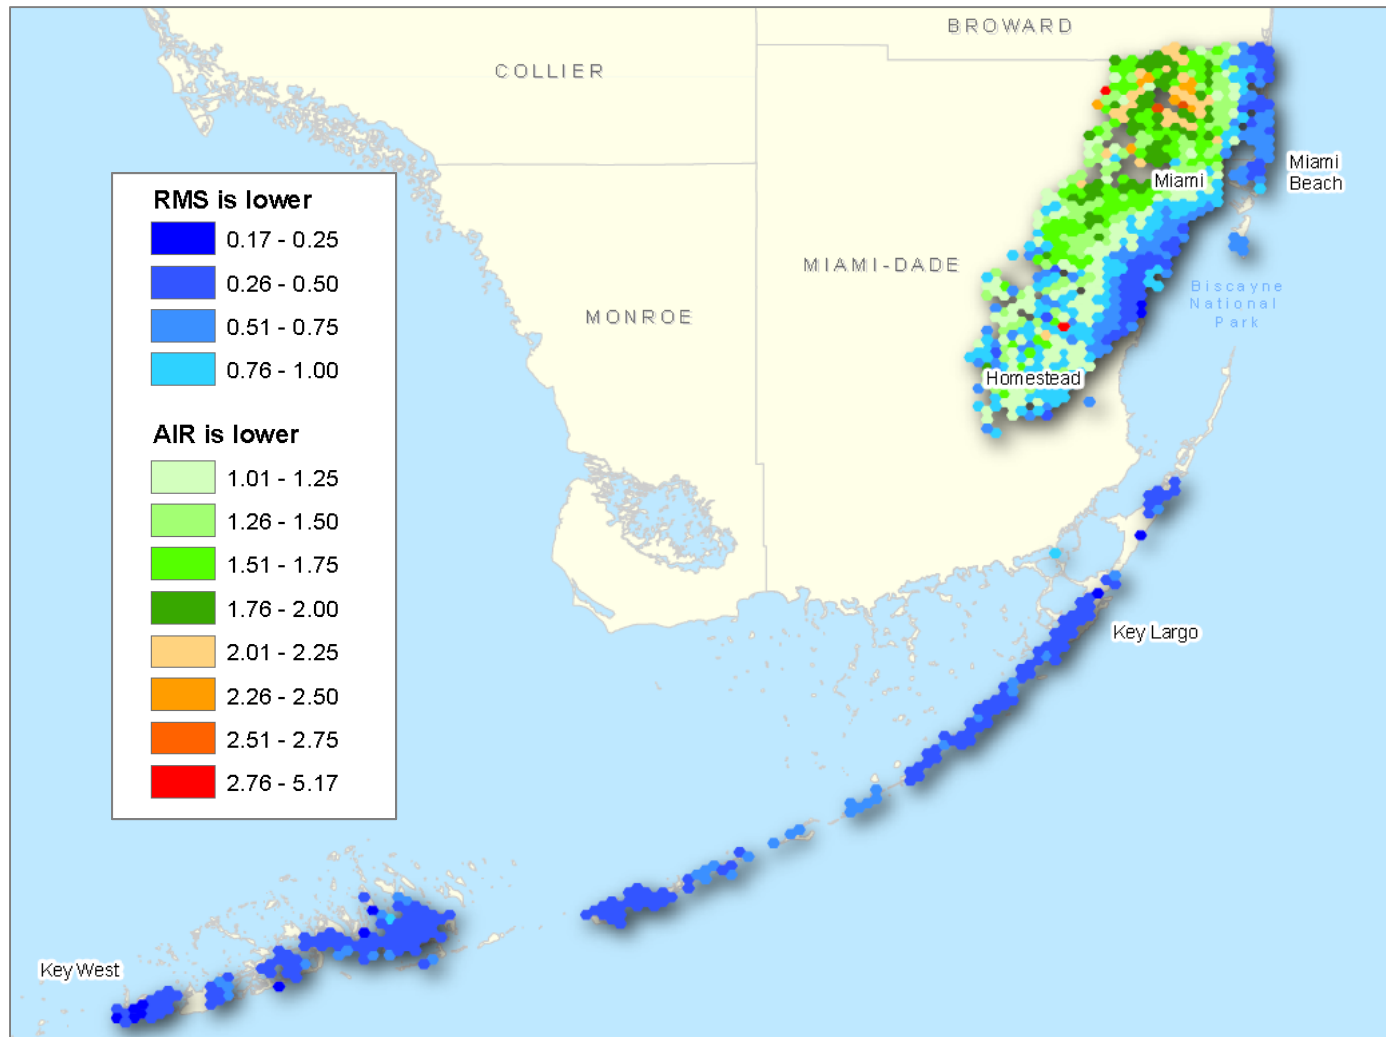 BROWARD
COLLIER
Miami
Beach
Miami
RMS is lower
0.17 - 0.25
0.26 - 0.50
0.51 - 0.75
0.76 - 1.00
MIAMI-DADE
Biscayne
National
Park
MONROE
Homestead
AIR is lower
1.01 - 1.25
1.26 - 1.50
1.51 - 1.75
1.76 - 2.00
2.01 - 2.25
2.26 - 2.50
2.51 - 2.75
2.76 - 5.17
Key Largo
Key West